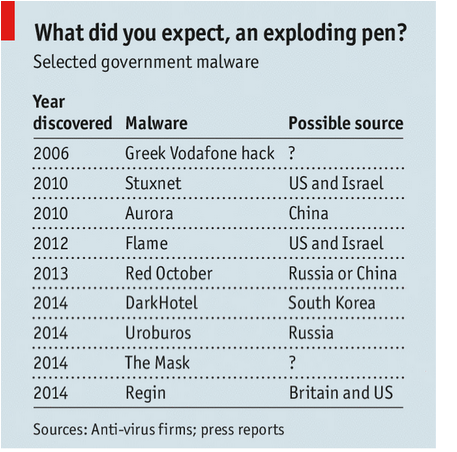 What did you expect, an exploding pen?
Selected government malware
Year
discovered Malware Possible source
2006 Greek Vodafone hack ?
2010 Stuxnet US and Israel
2010 Aurora China
2012 Flame US and Israel
2013 Red October Russia or China
2014 DarkHotel South Korea
2014 Uroburos Russia
2014 The Mask ?
2014 Regin Britain and US
Sources: Anti-virus firms; press reports